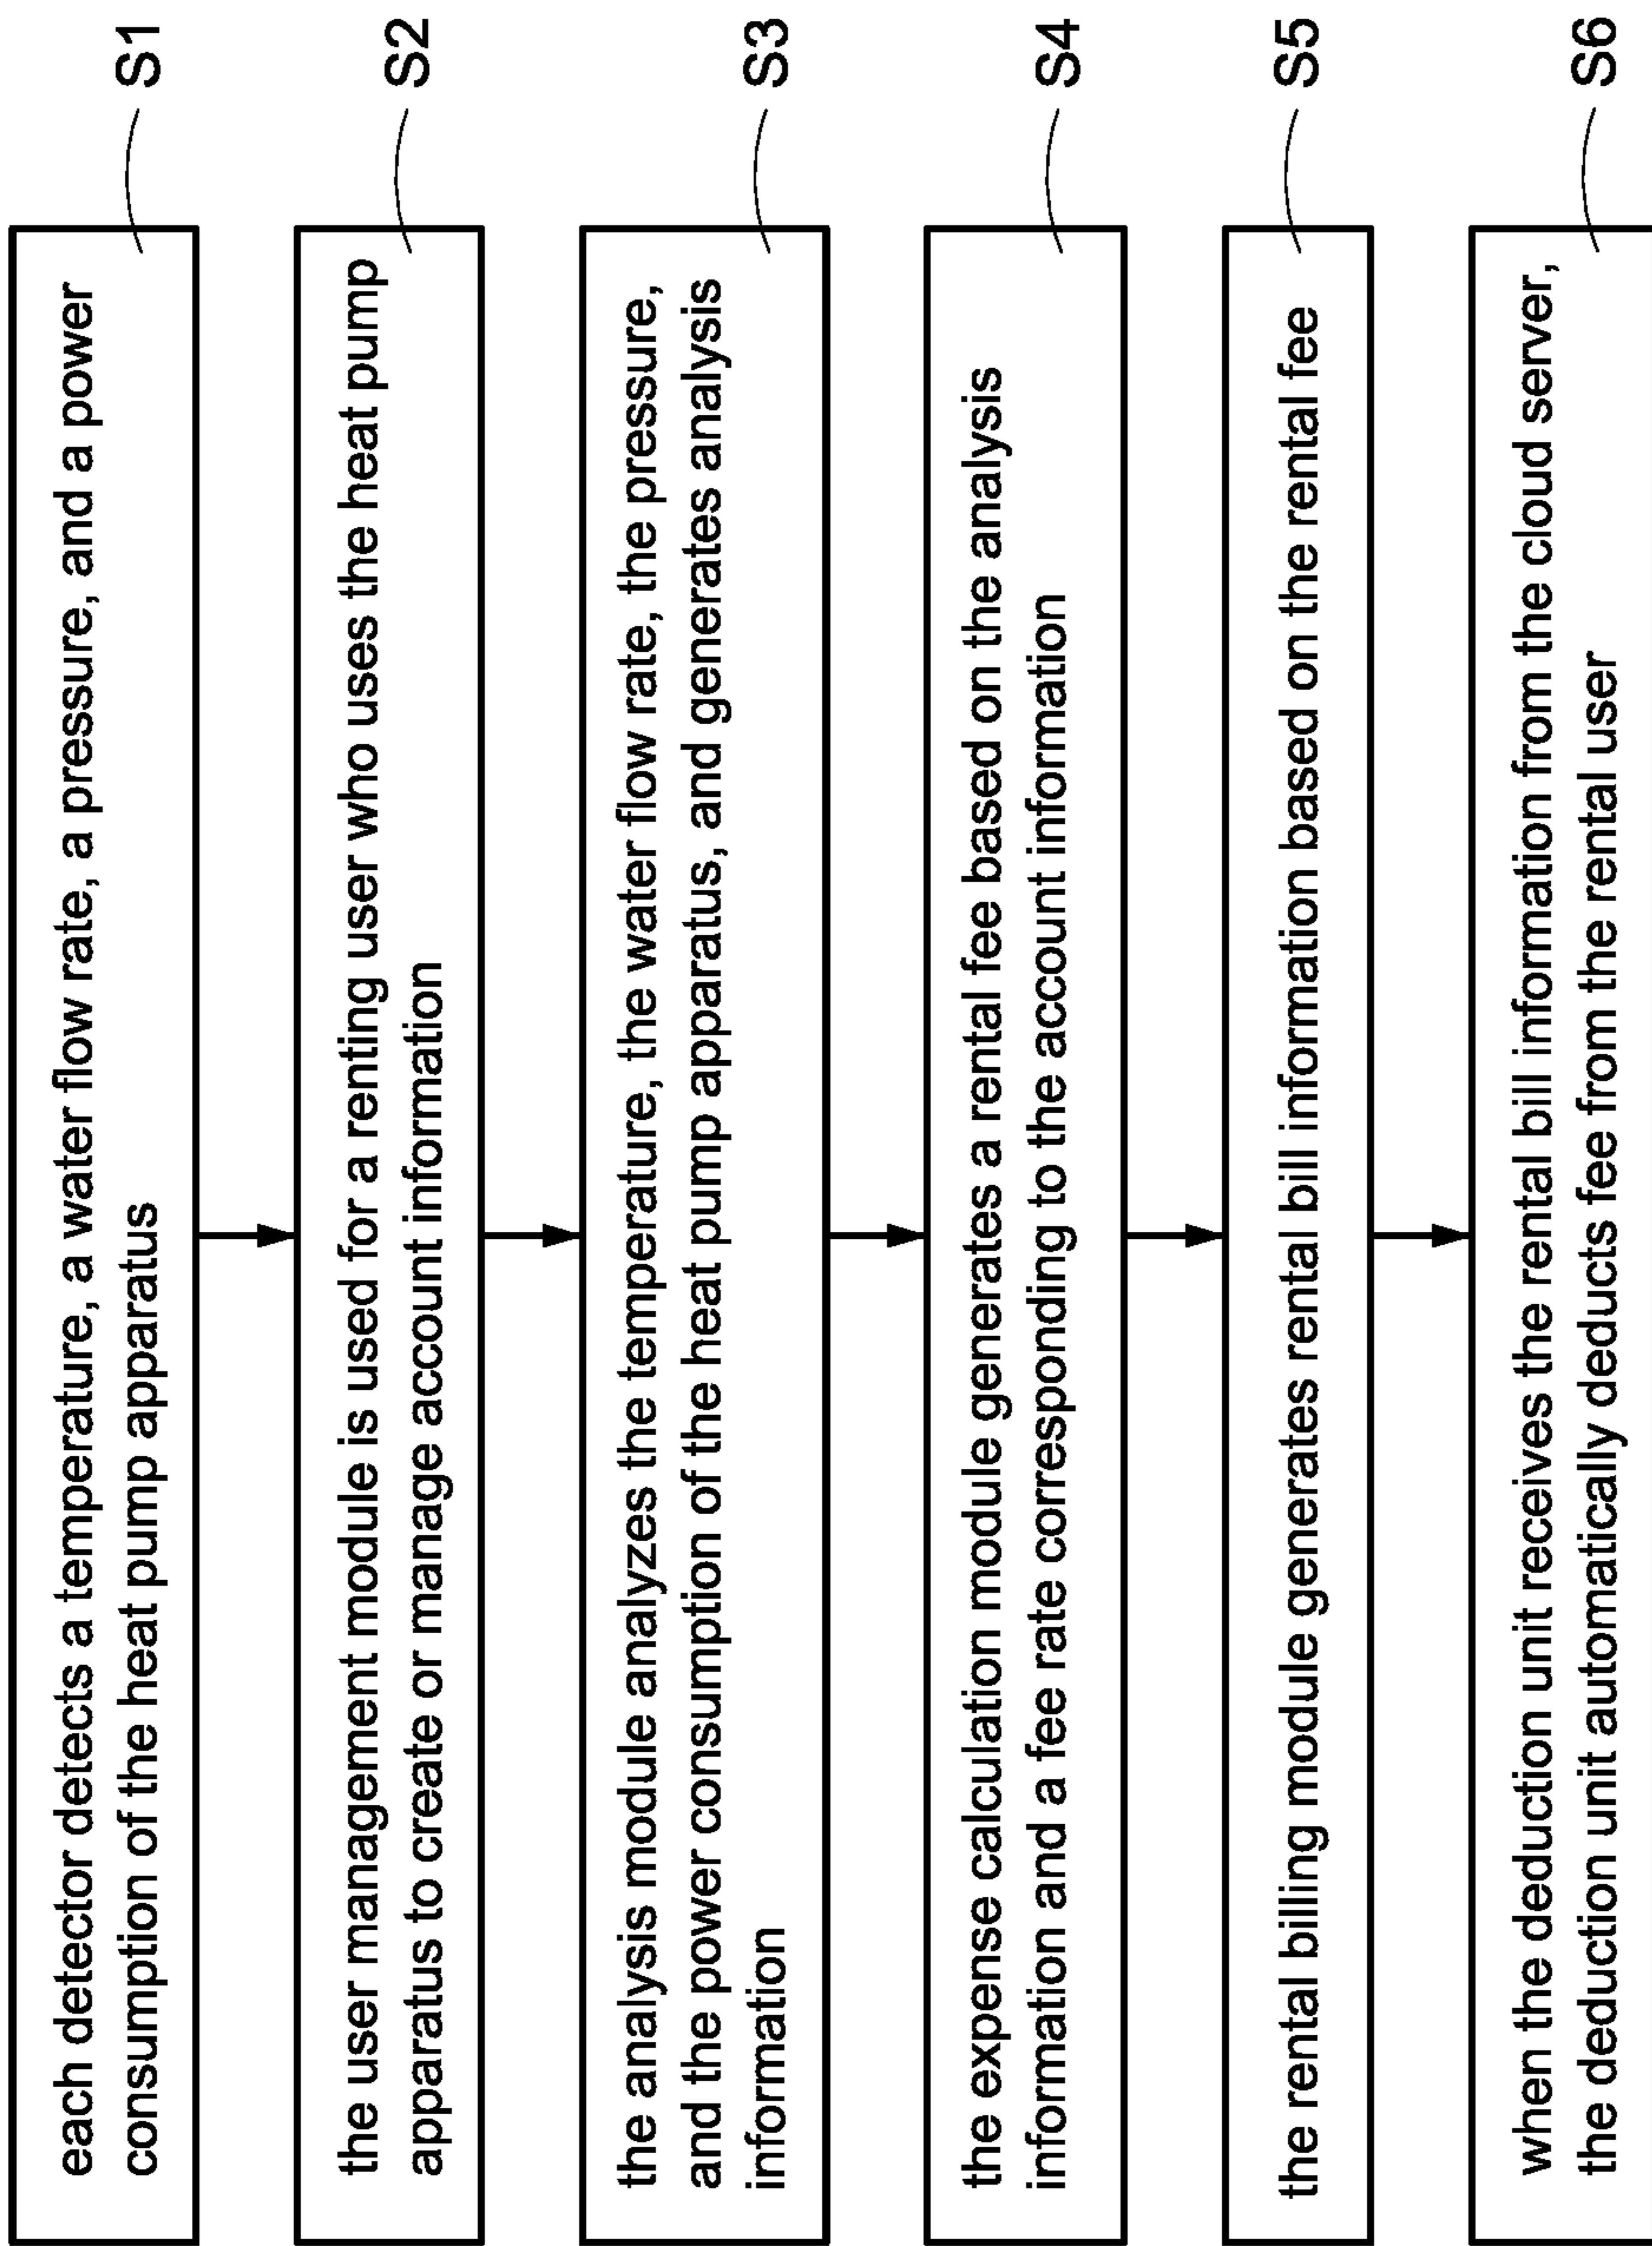 each detector detects a temperature, a water flow rate, a pressure, and a power
consumption of the heat pump apparatus
S1
the user management module is used for a renting user who uses the heat pump
apparatus to create or manage account information
S2
the analysis module analyzes the temperature, the water flow rate, the pressure,
and the power consumption of the heat pump apparatus, and generates analysis
information
S3
the expense calculation module generates a rental fee based on the analysis
information and a fee rate corresponding to the account information
S4
the rental billing module generates rental bill information based on the rental fee
S5
when the deduction unit receives the rental bill information from the cloud server,
the deduction unit automatically deducts fee from the rental user
S6